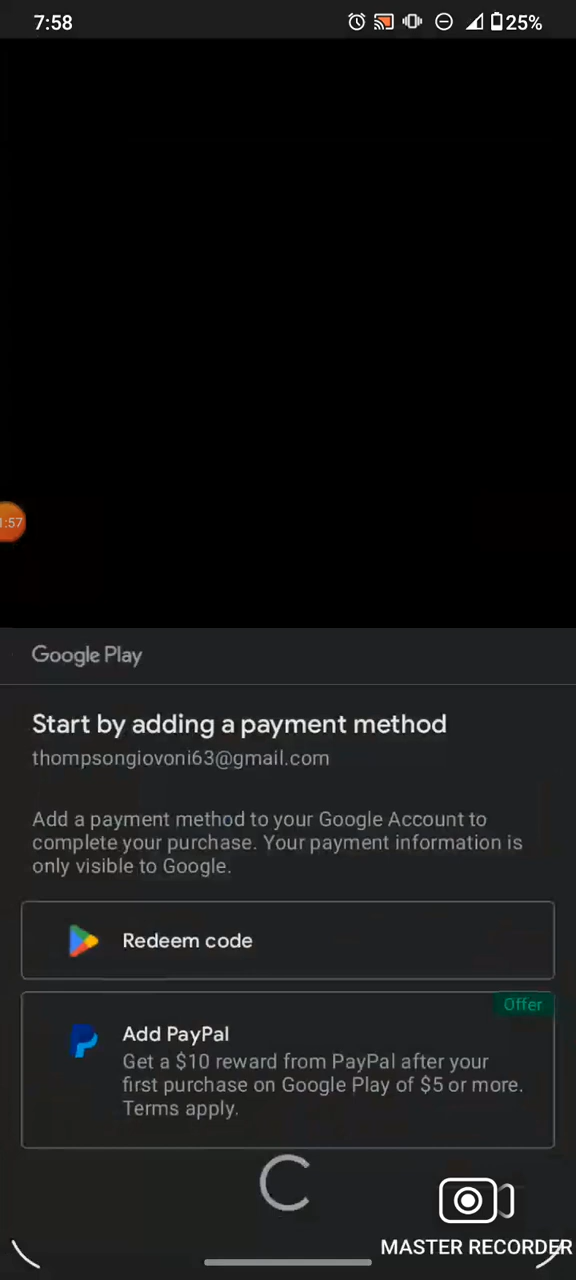 7:58
25%
1:57
Google Play
Start by adding a payment method
thompsongiovoni63@gmail.com
Add a payment method to your Google Account to
complete your purchase. Your payment information is
only visible to Google.
Redeem code
Offer
Add PayPal
Get a $10 reward from PayPal after your
first purchase on Google Play of $5 or more.
Terms apply.
MASTER RECORDER